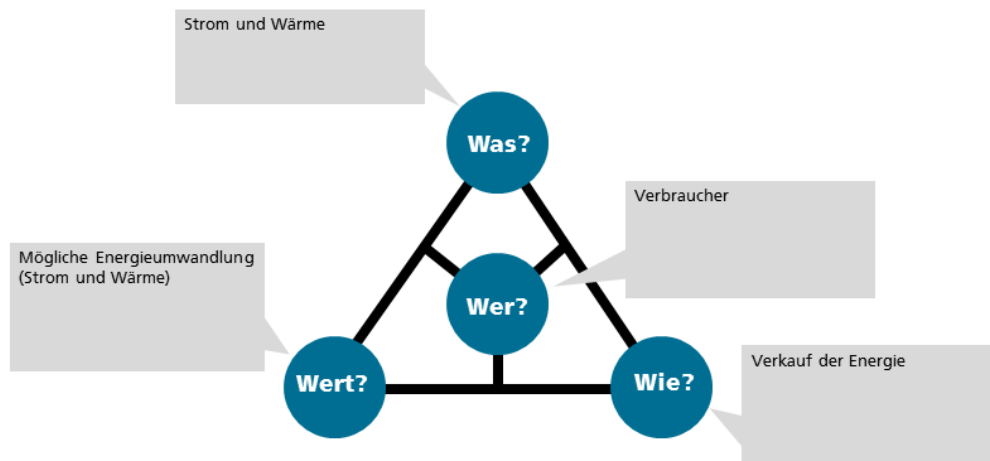 Strom und Wärme
Was?
Verbraucher
Mögliche Energieumwandlung
(Strom und Wärme)
Wer?
Verkauf der Energie
Wert?
Wie?